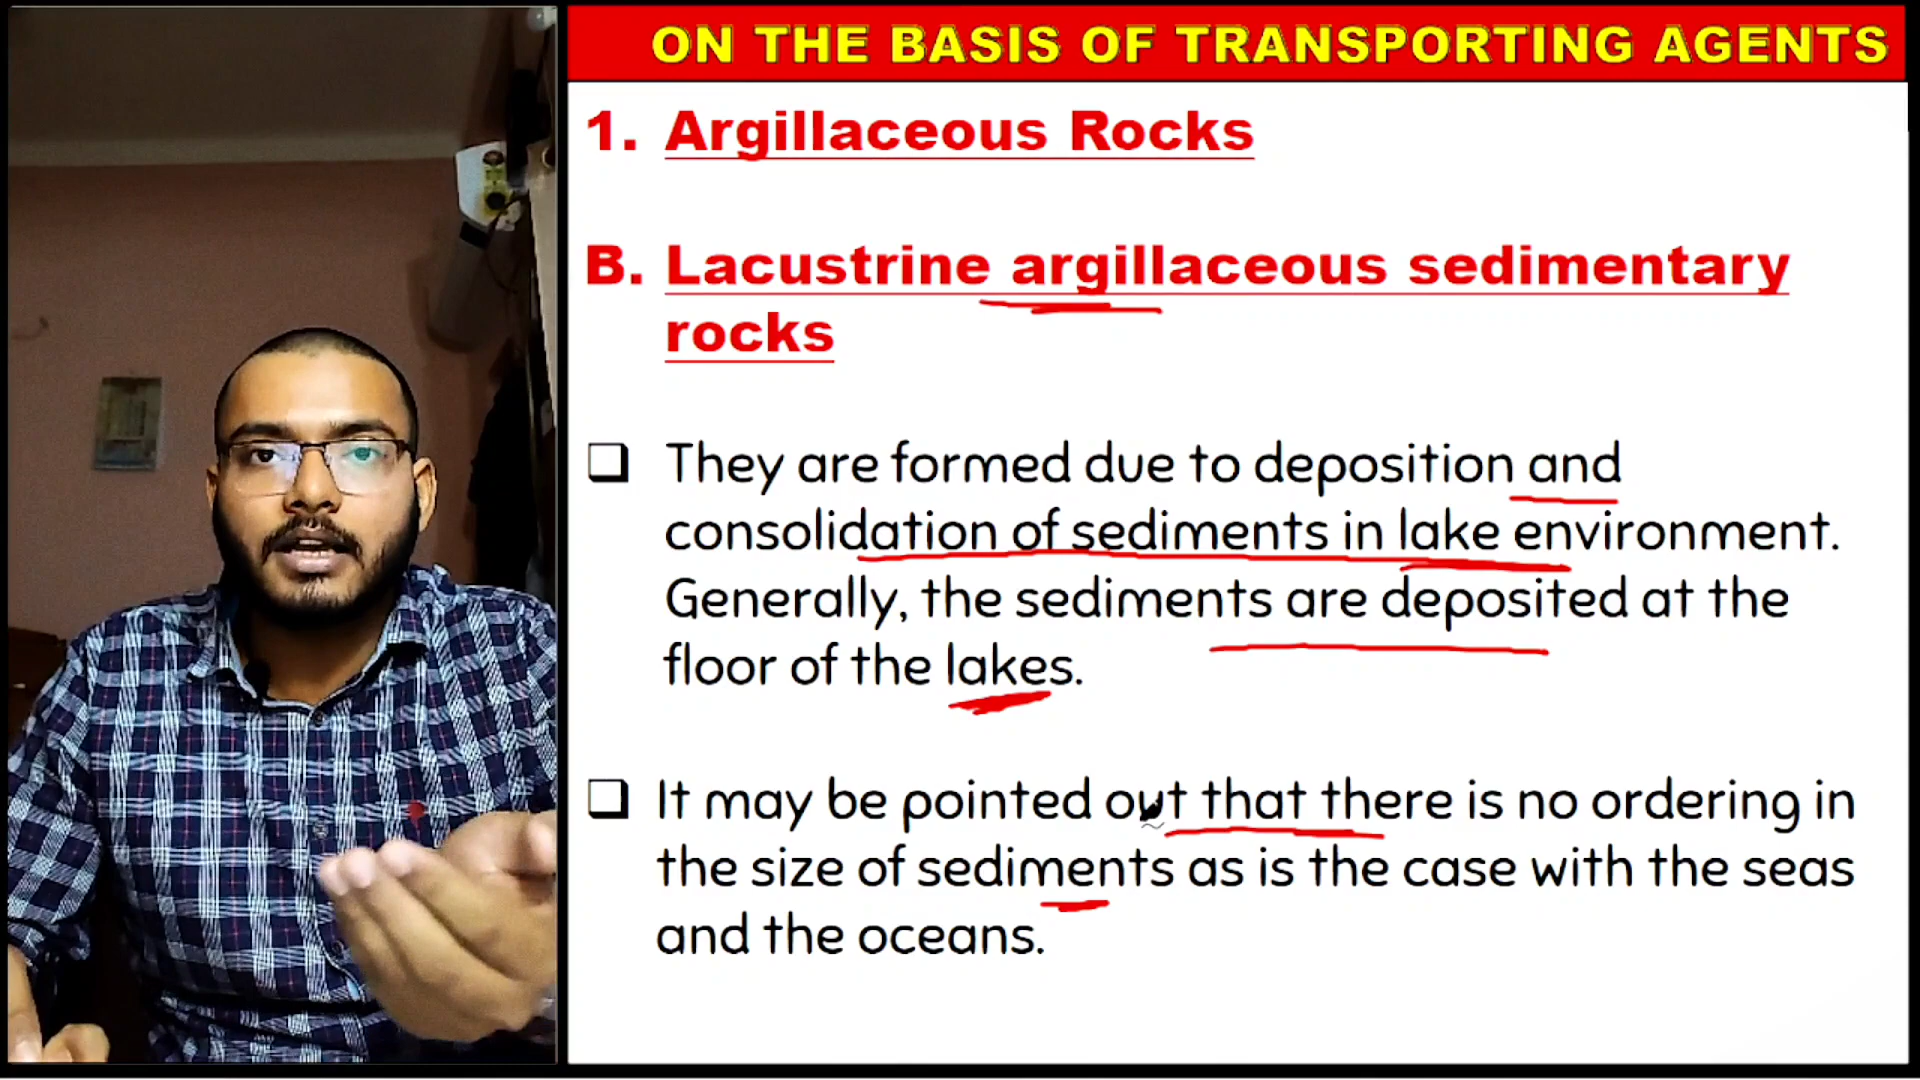 ON THE BASIS OF TRANSPORTING AGENTS
1. Argillaceous Rocks
B. Lacustrine argillaceous sedimentary
rocks
They are formed due to deposition and
consolidation of sediments in lake environment.
Generally, the sediments are deposited at the
floor of the lakes.
It may be pointed out that there is no ordering in
the size of sediments as is the case with the seas
and the oceans.